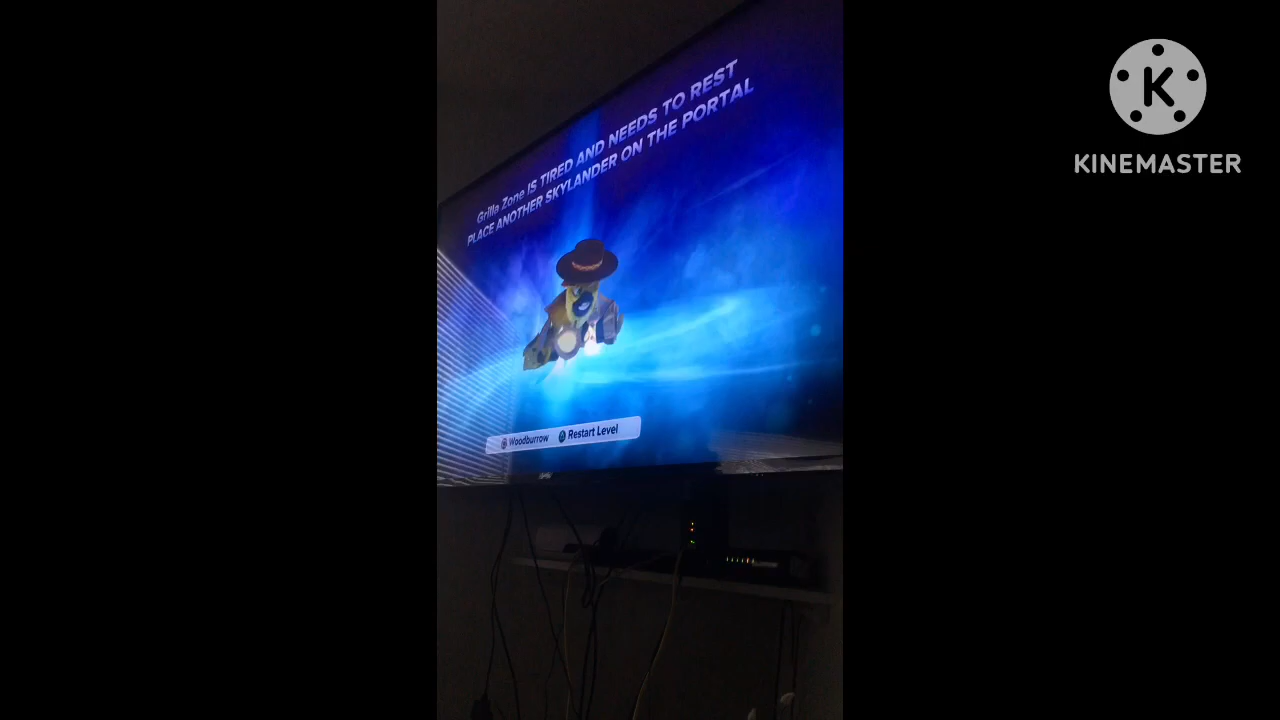 Grilla Zone IS TIRED AND NEEDS TO REST
PLACE ANOTHER SKYLANDER ON THE PORTAL
Woodburrow Restart Level
K
KINEMASTER